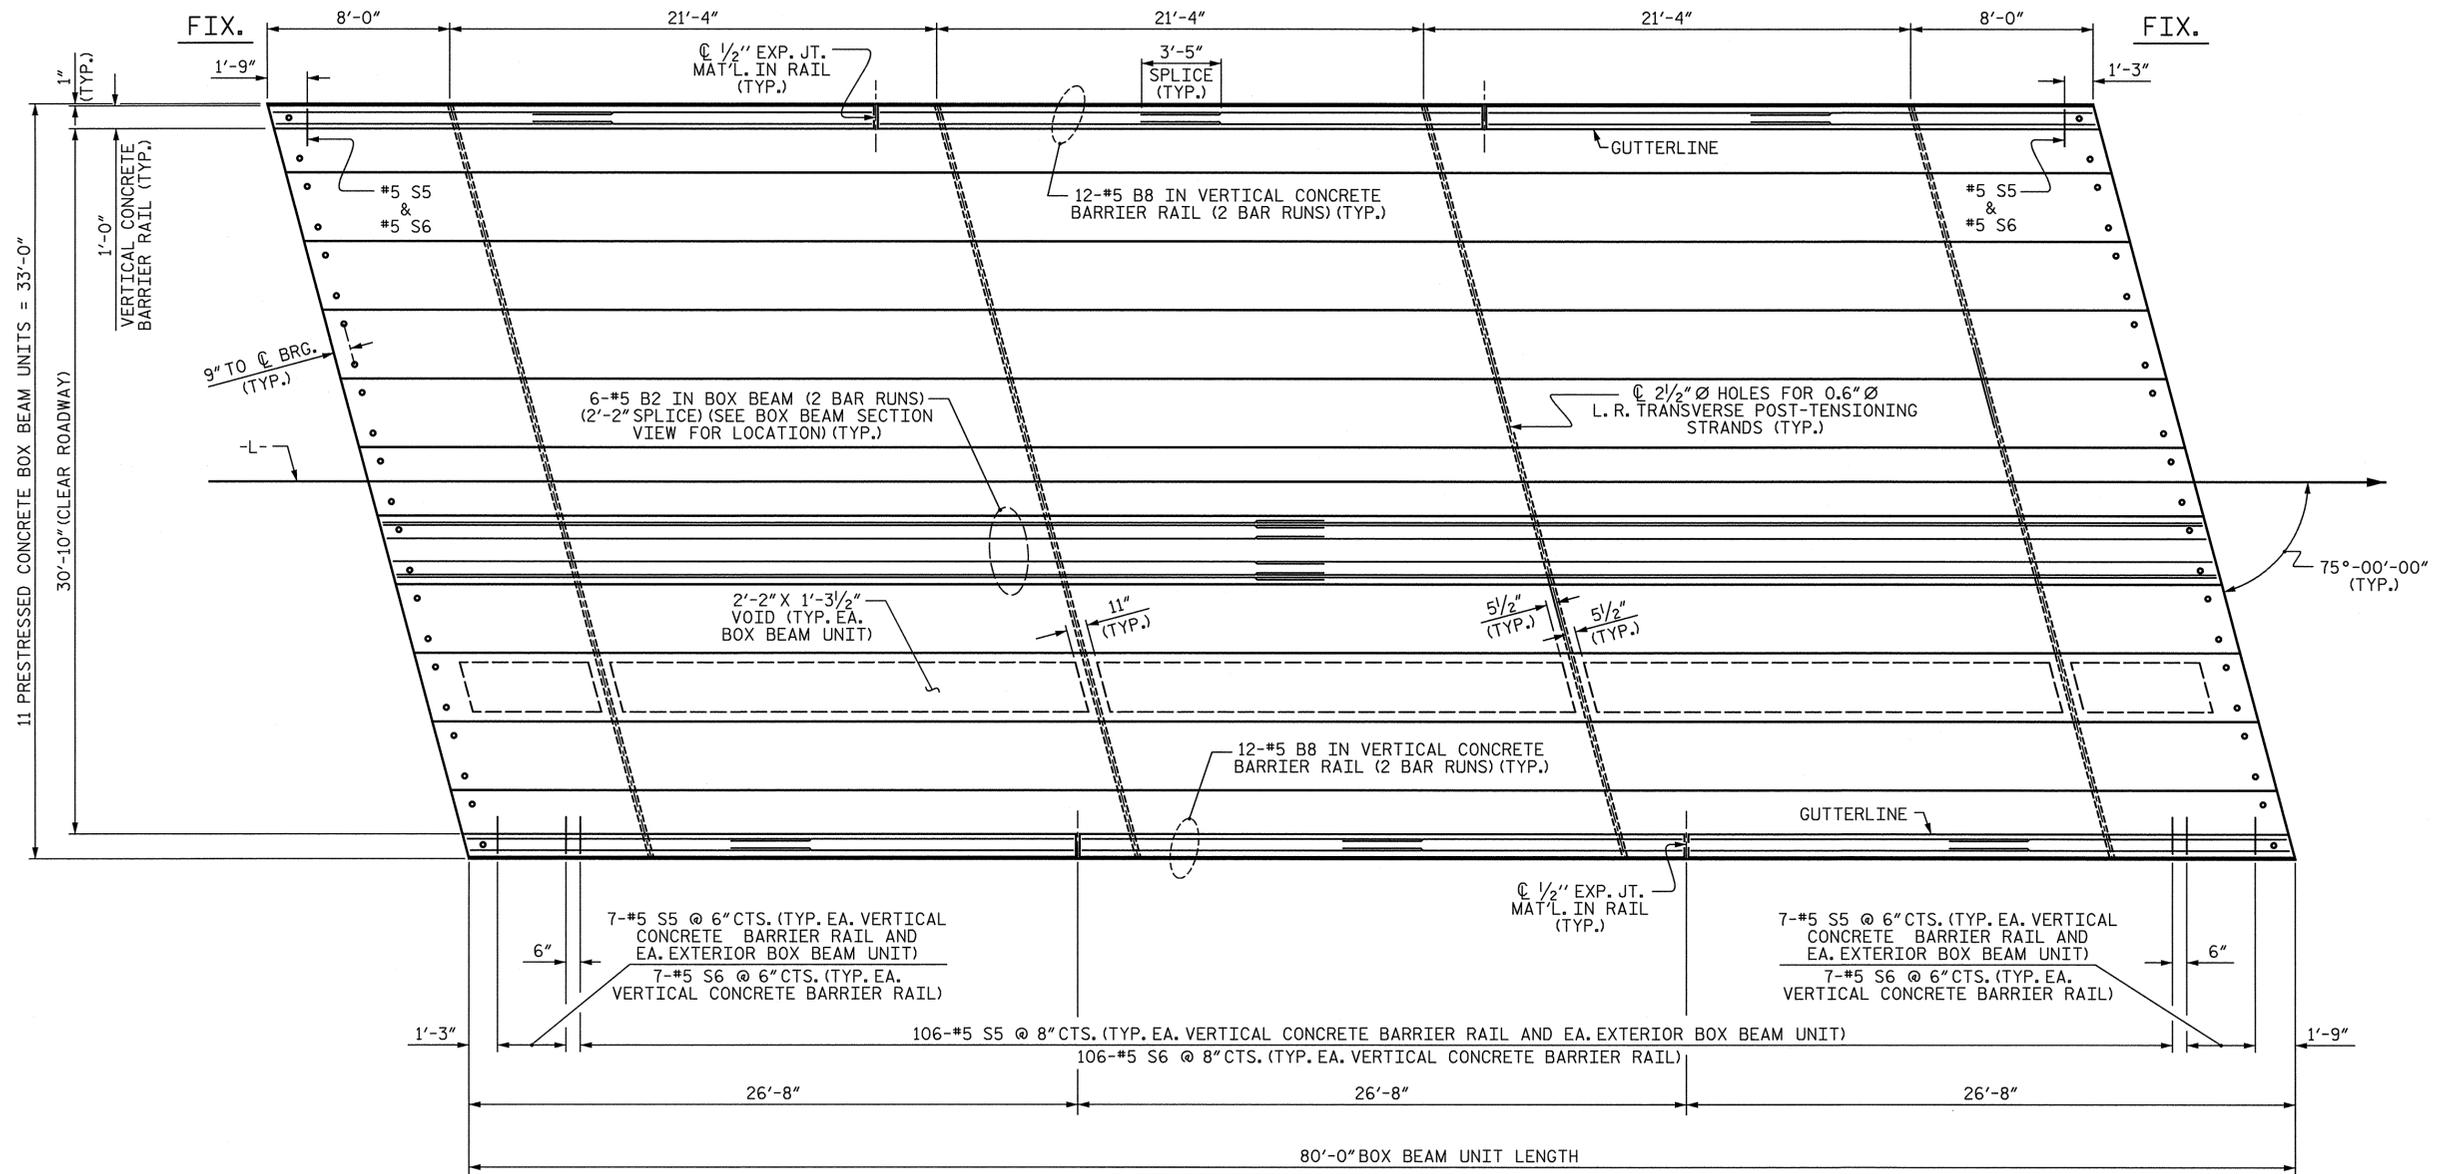 FIX.
8'-0"
21'-4"
21'-4"
21'-4"
8'-0"
FIX.
1'-9"
℄ 1/2'' EXP. JT.
MAT'L. IN RAIL
(TYP.)
3'-5"
SPLICE
(TYP.)
1'-3"
1"
(TYP.)
GUTTERLINE
1'-0"
VERTICAL CONCRETE
BARRIER RAIL (TYP.)
#5 S5
&
#5 S6
12-#5 B8 IN VERTICAL CONCRETE
BARRIER RAIL (2 BAR RUNS) (TYP.)
#5 S5
&
#5 S6
11 PRESTRESSED CONCRETE BOX BEAM UNITS = 33'-0"
30'-10" (CLEAR ROADWAY)
9" TO ℄ BRG.
(TYP.)
6-#5 B2 IN BOX BEAM (2 BAR RUNS)
(2'-2" SPLICE) (SEE BOX BEAM SECTION
VIEW FOR LOCATION) (TYP.)
℄ 2 1/2" Ø HOLES FOR 0.6" Ø
L. R. TRANSVERSE POST-TENSIONING
STRANDS (TYP.)
-L-
75°-00'-00"
(TYP.)
2'-2" X 1'-3 1/2"
VOID (TYP. EA.
BOX BEAM UNIT)
11"
(TYP.)
5 1/2"
(TYP.)
5 1/2"
(TYP.)
12-#5 B8 IN VERTICAL CONCRETE
BARRIER RAIL (2 BAR RUNS) (TYP.)
GUTTERLINE
℄ 1/2'' EXP. JT.
MAT'L. IN RAIL
(TYP.)
7-#5 S5 @ 6" CTS. (TYP. EA. VERTICAL
CONCRETE BARRIER RAIL AND
EA. EXTERIOR BOX BEAM UNIT)
7-#5 S6 @ 6" CTS. (TYP. EA.
VERTICAL CONCRETE BARRIER RAIL)
6"
7-#5 S5 @ 6" CTS. (TYP. EA. VERTICAL
CONCRETE BARRIER RAIL AND
EA. EXTERIOR BOX BEAM UNIT)
7-#5 S6 @ 6" CTS. (TYP. EA.
VERTICAL CONCRETE BARRIER RAIL)
6"
1'-3"
106-#5 S5 @ 8" CTS. (TYP. EA. VERTICAL CONCRETE BARRIER RAIL AND EA. EXTERIOR BOX BEAM UNIT)
106-#5 S6 @ 8" CTS. (TYP. EA. VERTICAL CONCRETE BARRIER RAIL)
1'-9"
26'-8"
26'-8"
26'-8"
80'-0" BOX BEAM UNIT LENGTH